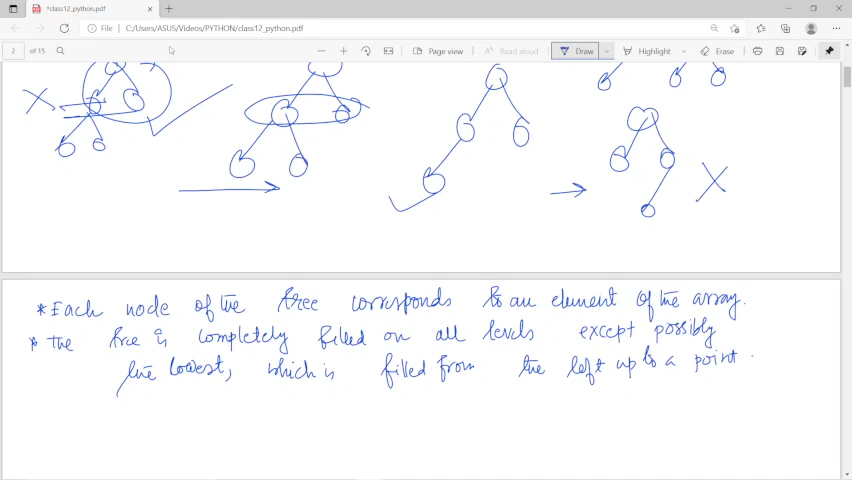 *class12_python.pdf
File
C:/Users/ASUS/Videos/PYTHON/class12_python.pdf
2
of 15
Page view
Read aloud
Draw
Highlight
Erase
* Each node of the tree corresponds to an element of the array.
* The tree is completely filled on all levels except possibly
the lowest, which is filled from the left up to a point.